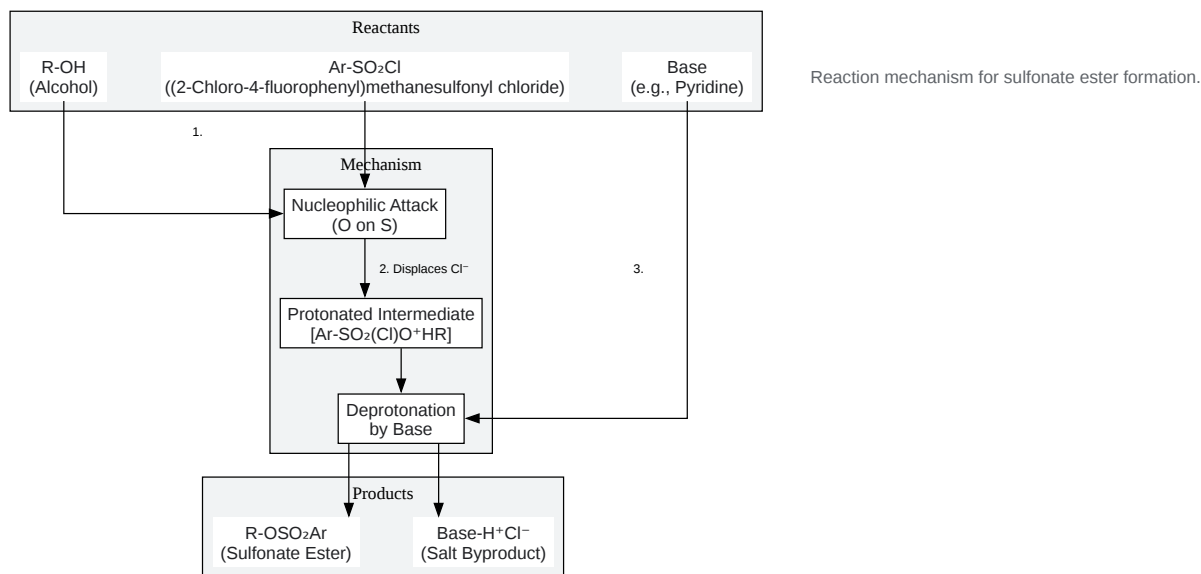 Reactants
R-OH
(Alcohol)
Ar-SO₂Cl
((2-Chloro-4-fluorophenyl)methanesulfonyl chloride)
Base
(e.g., Pyridine)
Reaction mechanism for sulfonate ester formation.
1.
Mechanism
Nucleophilic Attack
(O on S)
2. Displaces Cl⁻
3.
Protonated Intermediate
[Ar-SO₂(Cl)O⁺HR]
Deprotonation
by Base
Products
R-OSO₂Ar
(Sulfonate Ester)
Base-H⁺Cl⁻
(Salt Byproduct)